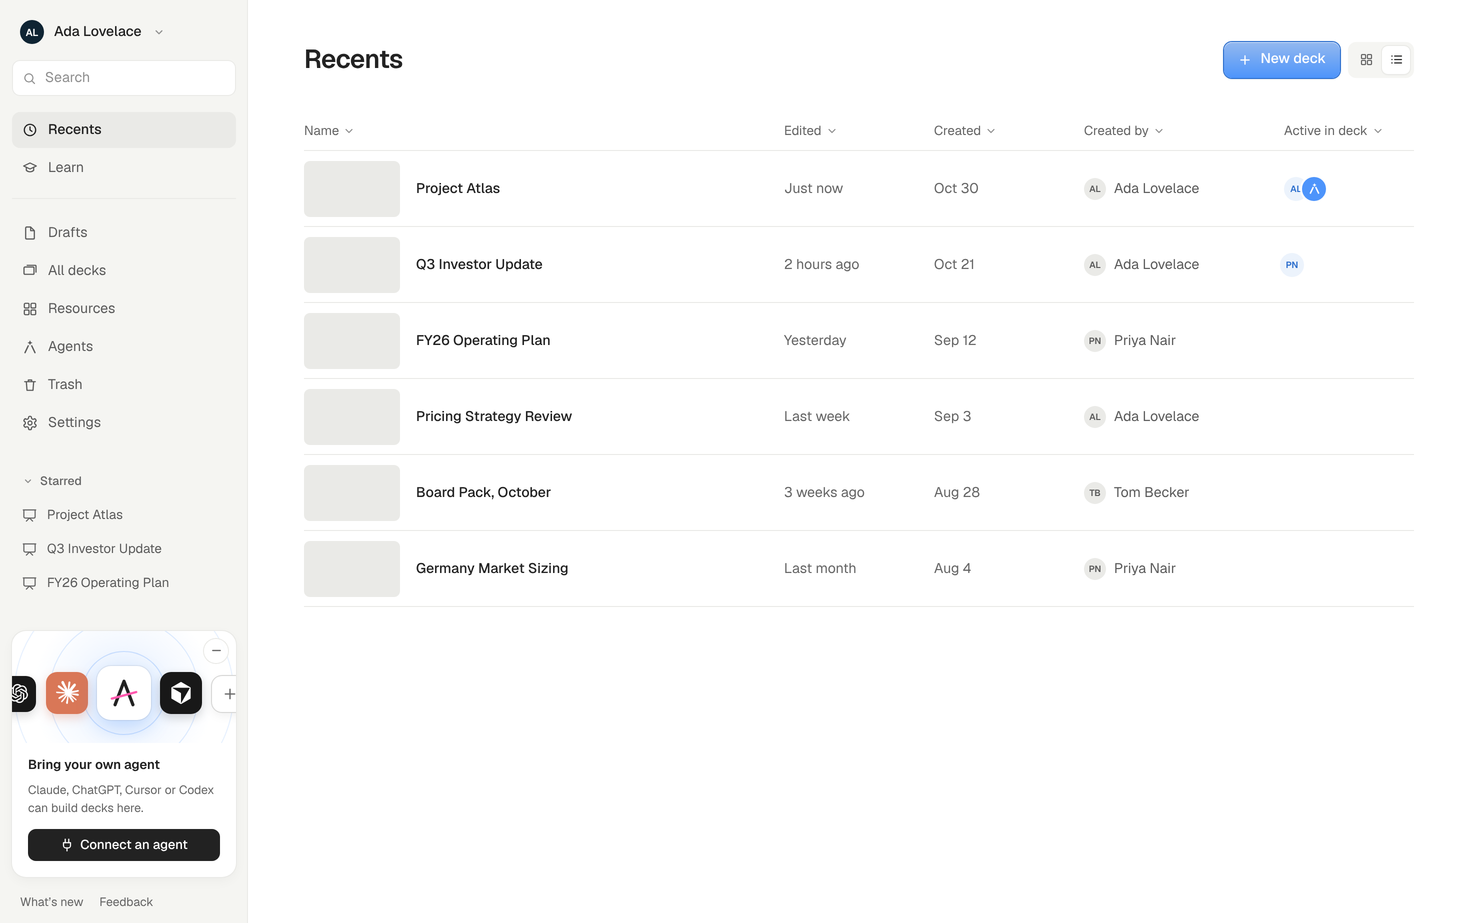 AL Ada Lovelace
Search
Recents
Learn
Drafts
All decks
Resources
Agents
Trash
Settings
Starred
Project Atlas
Q3 Investor Update
FY26 Operating Plan
Bring your own agent
Claude, ChatGPT, Cursor or Codex
can build decks here.
Connect an agent
What's new Feedback
Recents
New deck
Name Edited Created Created by Active in deck
Project Atlas Just now Oct 30 AL Ada Lovelace AL
Q3 Investor Update 2 hours ago Oct 21 AL Ada Lovelace PN
FY26 Operating Plan Yesterday Sep 12 PN Priya Nair
Pricing Strategy Review Last week Sep 3 AL Ada Lovelace
Board Pack, October 3 weeks ago Aug 28 TB Tom Becker
Germany Market Sizing Last month Aug 4 PN Priya Nair